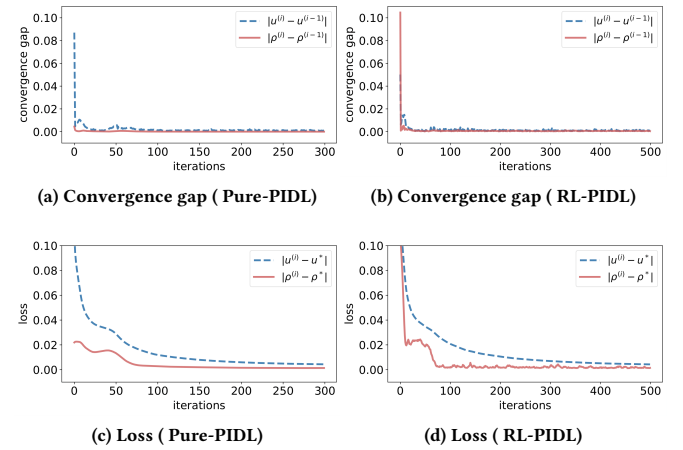 convergence gap
0.10
0.08
0.06
0.04
0.02
0.00
|u^(i) − u^(i−1)|
|ρ^(i) − ρ^(i−1)|
0 50 100 150 200 250 300
iterations
(a) Convergence gap ( Pure-PIDL)
convergence gap
0.10
0.08
0.06
0.04
0.02
0.00
|u^(i) − u^(i−1)|
|ρ^(i) − ρ^(i−1)|
0 100 200 300 400 500
iterations
(b) Convergence gap ( RL-PIDL)
loss
0.10
0.08
0.06
0.04
0.02
0.00
|u^(i) − u^*|
|ρ^(i) − ρ^*|
0 50 100 150 200 250 300
iterations
(c) Loss ( Pure-PIDL)
loss
0.10
0.08
0.06
0.04
0.02
0.00
|u^(i) − u^*|
|ρ^(i) − ρ^*|
0 100 200 300 400 500
iterations
(d) Loss ( RL-PIDL)